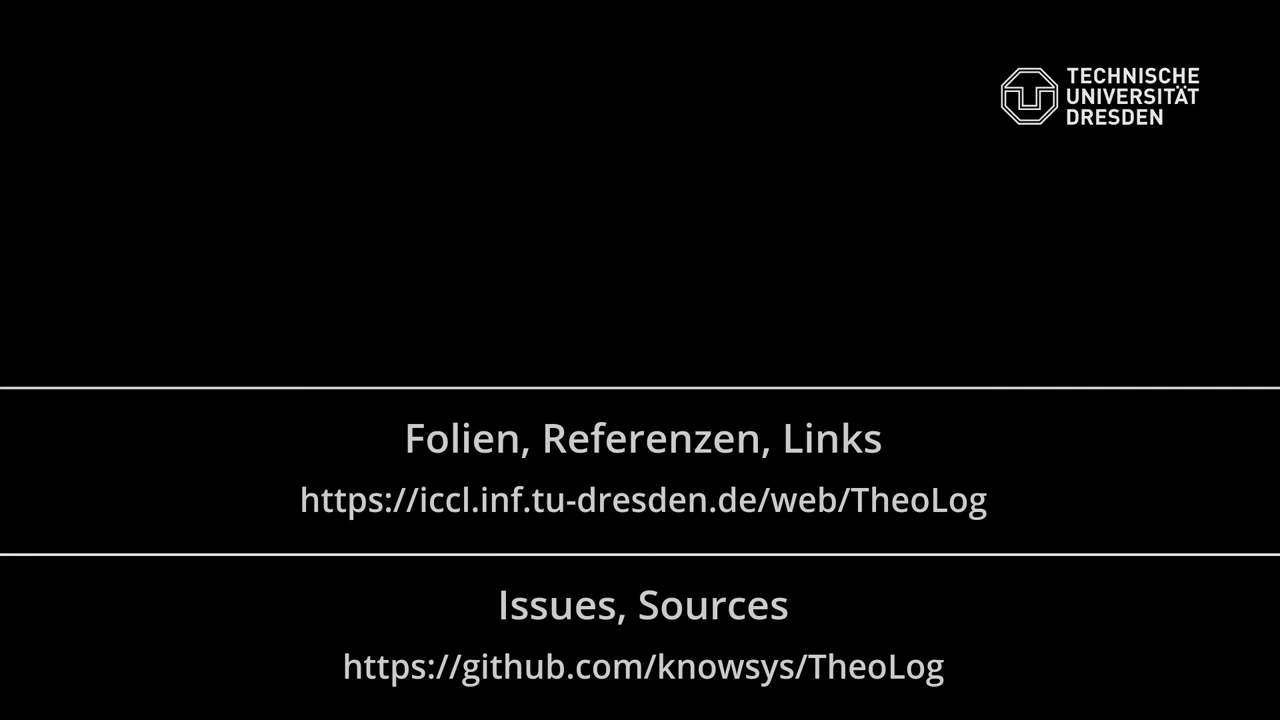 TECHNISCHE
UNIVERSITÄT
DRESDEN
Folien, Referenzen, Links
https://iccl.inf.tu-dresden.de/web/TheoLog
Issues, Sources
https://github.com/knowsys/TheoLog